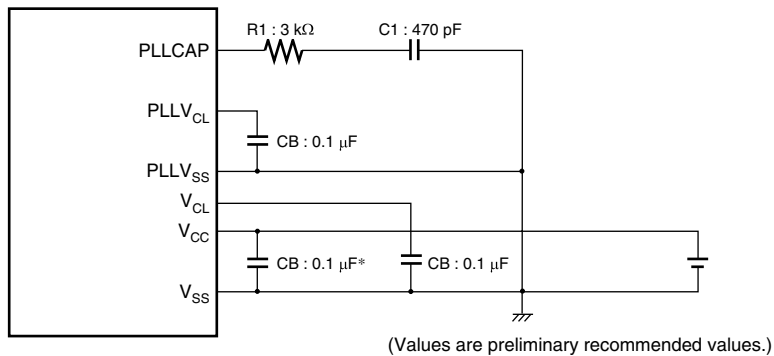 R1 : 3 kΩ
C1 : 470 pF
PLLCAP
PLLVCL
CB : 0.1 μF
PLLVSS
VCL
VCC
CB : 0.1 μF*
CB : 0.1 μF
VSS
(Values are preliminary recommended values.)